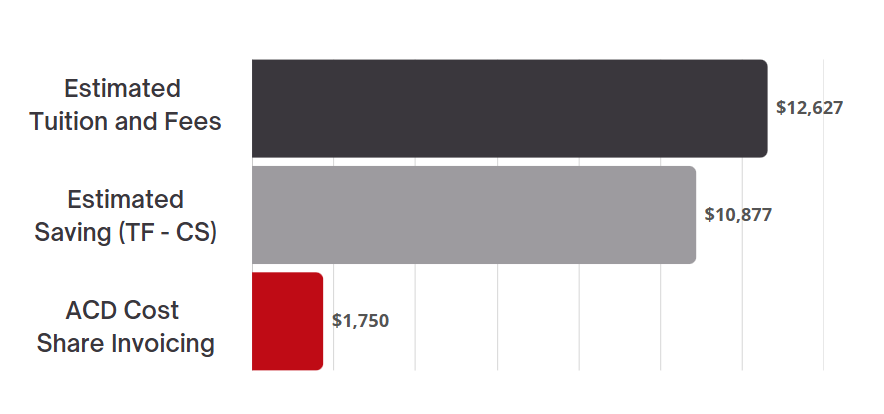 Estimated
Tuition and Fees
$12,627
Estimated
Saving (TF - CS)
$10,877
ACD Cost
Share Invoicing
$1,750